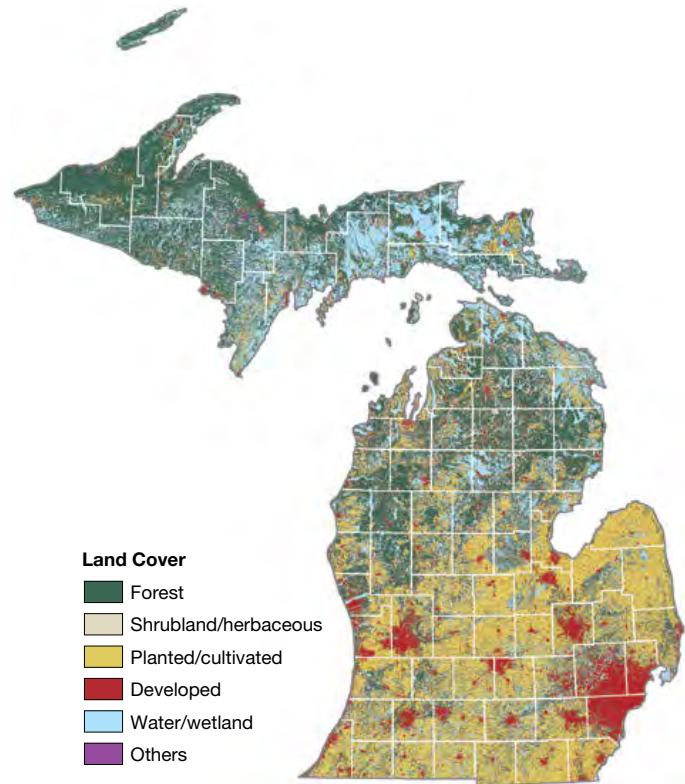 Land Cover
Forest
Shrubland/herbaceous
Planted/cultivated
Developed
Water/wetland
Others